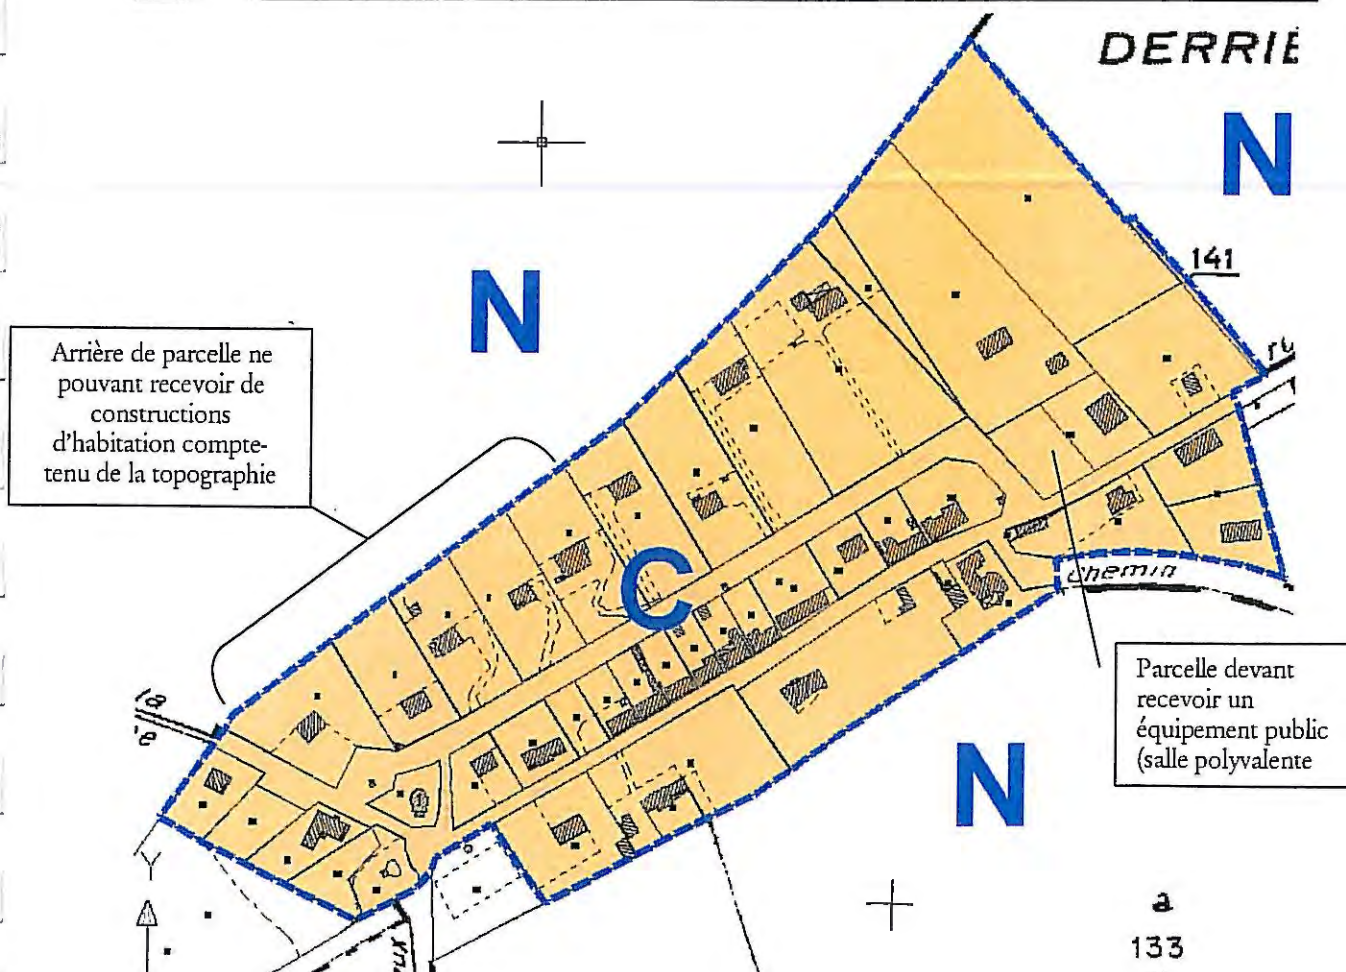 DERRIE
N
141
N
Arrière de parcelle ne
pouvant recevoir de
constructions
d'habitation compte-
tenu de la topographie
C
chemin
Parcelle devant
recevoir un
équipement public
(salle polyvalente
N
a
133